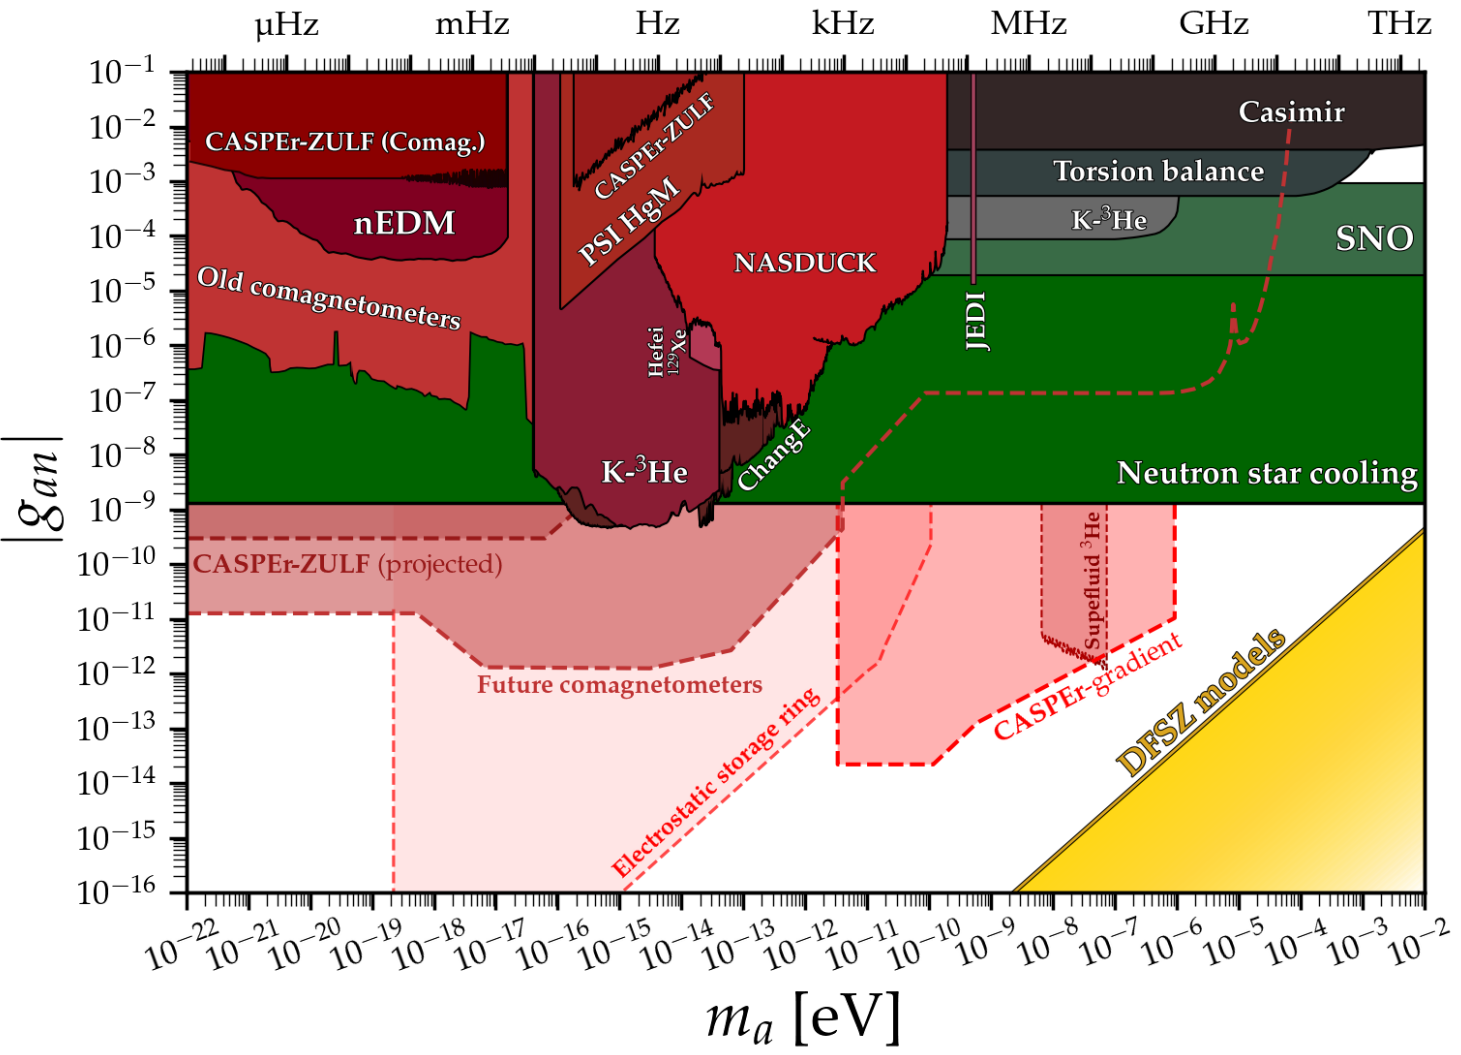 μHz mHz Hz kHz MHz GHz THz
10⁻¹
10⁻²
10⁻³
10⁻⁴
10⁻⁵
10⁻⁶
10⁻⁷
10⁻⁸
10⁻⁹
10⁻¹⁰
10⁻¹¹
10⁻¹²
10⁻¹³
10⁻¹⁴
10⁻¹⁵
10⁻¹⁶
|gₐₙ|
CASPEr-ZULF (Comag.)
nEDM
Old comagnetometers
CASPEr-ZULF
PSI HgM
NASDUCK
Hefei
¹²⁹Xe
K-³He
ChangE
JEDI
Casimir
Torsion balance
K-³He
SNO
Neutron star cooling
CASPEr-ZULF (projected)
Future comagnetometers
Electrostatic storage ring
Supefluid ³He
CASPEr-gradient
DFSZ models
10⁻²² 10⁻²¹ 10⁻²⁰ 10⁻¹⁹ 10⁻¹⁸ 10⁻¹⁷ 10⁻¹⁶ 10⁻¹⁵ 10⁻¹⁴ 10⁻¹³ 10⁻¹² 10⁻¹¹ 10⁻¹⁰ 10⁻⁹ 10⁻⁸ 10⁻⁷ 10⁻⁶ 10⁻⁵ 10⁻⁴ 10⁻³ 10⁻²
mₐ [eV]